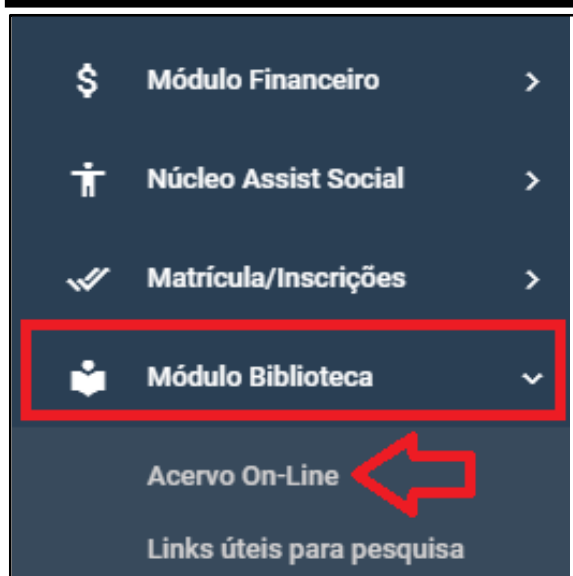 $ Módulo Financeiro
Núcleo Assist Social
Matrícula/Inscrições
Módulo Biblioteca
Acervo On-Line
Links úteis para pesquisa